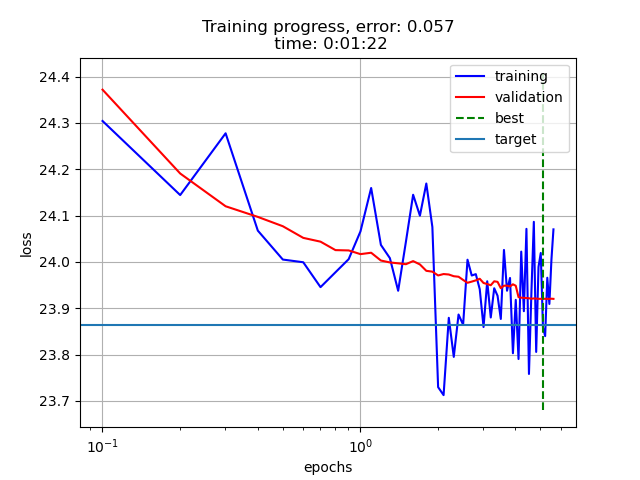 Training progress, error: 0.057
time: 0:01:22
24.4
24.3
24.2
24.1
24.0
23.9
23.8
23.7
loss
training
validation
best
target
10⁻¹
10⁰
epochs